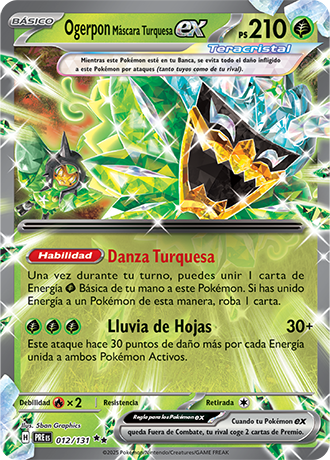 BÁSICO
Ogerpon Máscara Turquesa ex PS 210
Teracristal
Mientras este Pokémon esté en tu Banca, se evita todo el daño infligido
a este Pokémon por ataques (tanto tuyos como de tu rival).
Habilidad Danza Turquesa
Una vez durante tu turno, puedes unir 1 carta de
Energía Básica de tu mano a este Pokémon. Si has unido
Energía a un Pokémon de esta manera, roba 1 carta.
Lluvia de Hojas 30+
Este ataque hace 30 puntos de daño más por cada Energía
unida a ambos Pokémon Activos.
Debilidad ×2 Resistencia Retirada
Ilus. 5ban Graphics
Regla para los Pokémon ex
Cuando tu Pokémon ex
queda Fuera de Combate, tu rival coge 2 cartas de Premio.
H PRE ES 012/131
©2025 Pokémon/Nintendo/Creatures/GAME FREAK